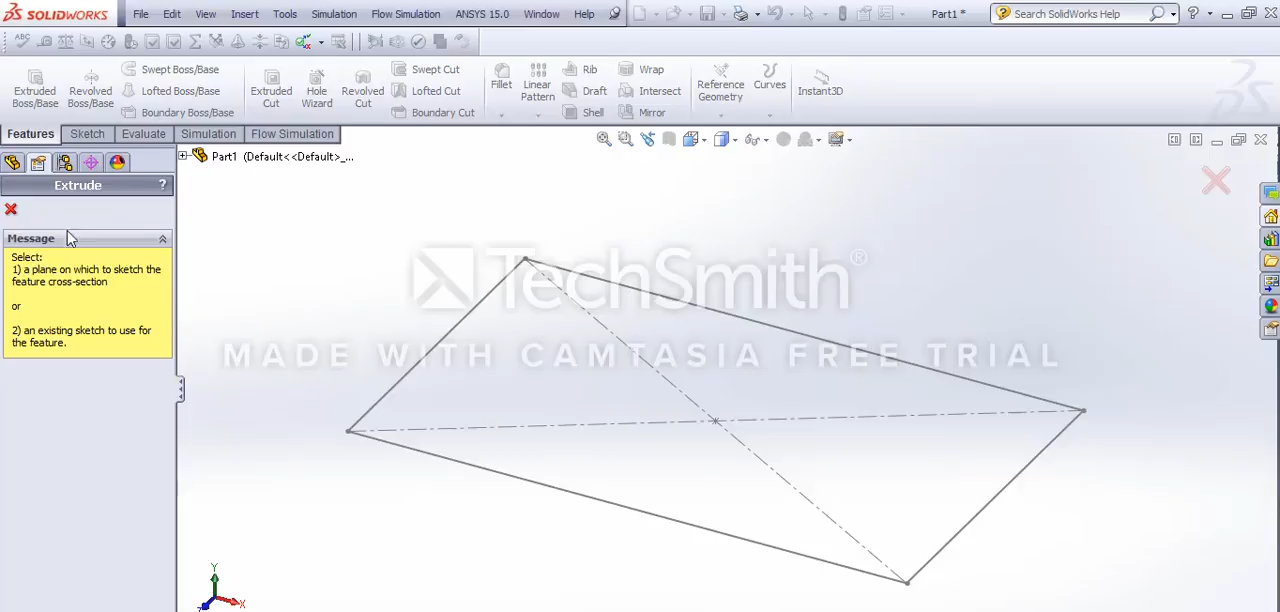 SOLIDWORKS File Edit View Insert Tools Simulation Flow Simulation ANSYS 15.0 Window Help Part1 * Search SolidWorks Help ?
Extruded Boss/Base
Revolved Boss/Base
Swept Boss/Base
Lofted Boss/Base
Boundary Boss/Base
Extruded Cut
Hole Wizard
Revolved Cut
Swept Cut
Lofted Cut
Boundary Cut
Fillet
Linear Pattern
Rib
Draft
Shell
Wrap
Intersect
Mirror
Reference Geometry
Curves
Instant3D
Features Sketch Evaluate Simulation Flow Simulation
Part1 (Default<<Default>_...
Extrude ?
Message
Select:
1) a plane on which to sketch the
feature cross-section
or
2) an existing sketch to use for
the feature.
TechSmith®
MADE WITH CAMTASIA FREE TRIAL
Y
X
Z